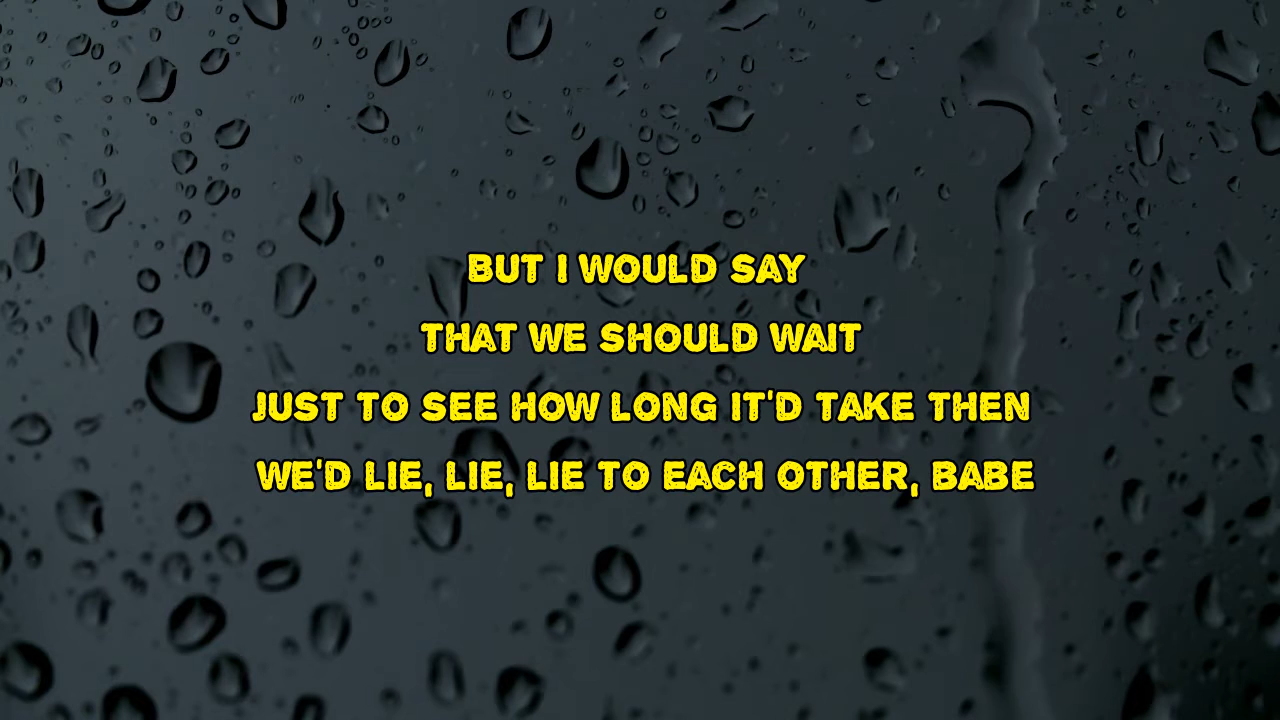 BUT I WOULD SAY
THAT WE SHOULD WAIT
JUST TO SEE HOW LONG IT'D TAKE THEN
WE'D LIE, LIE, LIE TO EACH OTHER, BABE